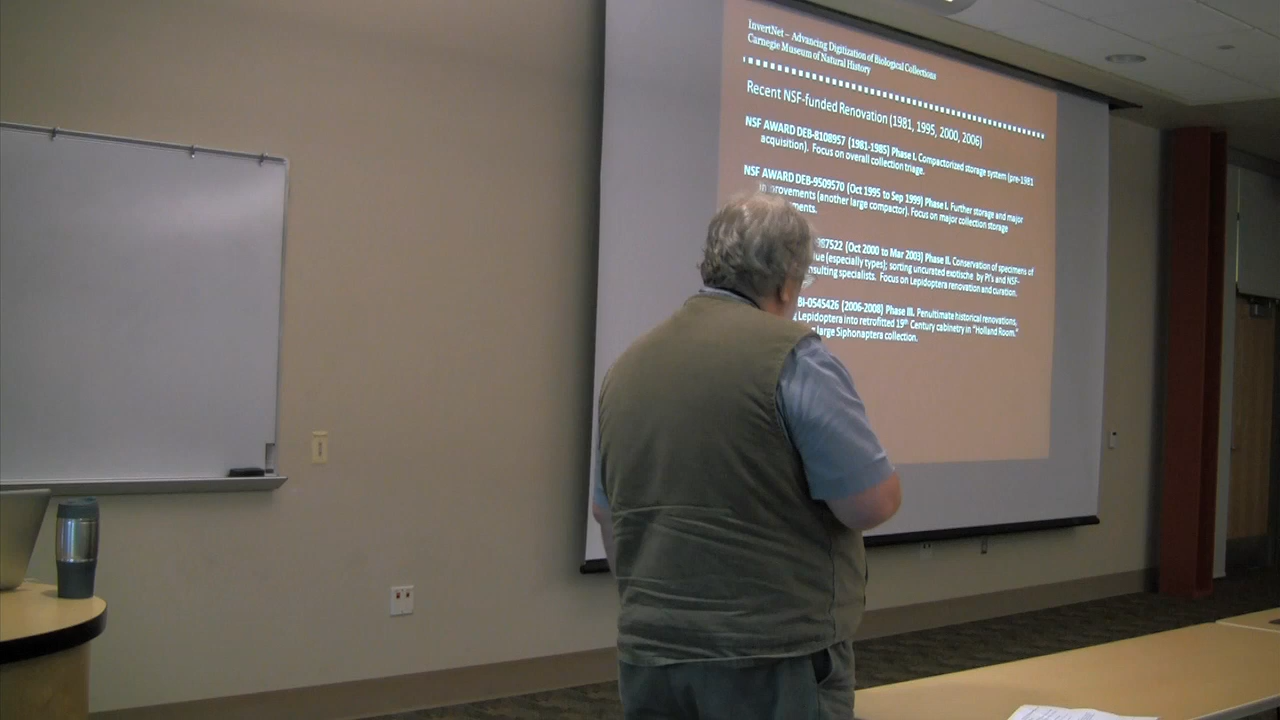 InvertNet – Advancing Digitization of Biological Collections
Carnegie Museum of Natural History
Recent NSF-funded Renovation (1981, 1995, 2000, 2006)
NSF AWARD DEB-8108957 (1981-1985) Phase I. Compactorized storage system (pre-1981
acquisition). Focus on overall collection triage.
NSF AWARD DEB-9509570 (Oct 1995 to Sep 1999) Phase I. Further storage and major
improvements (another large compactor). Focus on major collection storage
ments.
87522 (Oct 2000 to Mar 2003) Phase II. Conservation of specimens of
ue (especially types); sorting uncurated exotische by PI's and NSF-
nsulting specialists. Focus on Lepidoptera renovation and curation.
BI-0545426 (2006-2008) Phase III. Penultimate historical renovations,
Lepidoptera into retrofitted 19th Century cabinetry in "Holland Room."
large Siphonaptera collection.